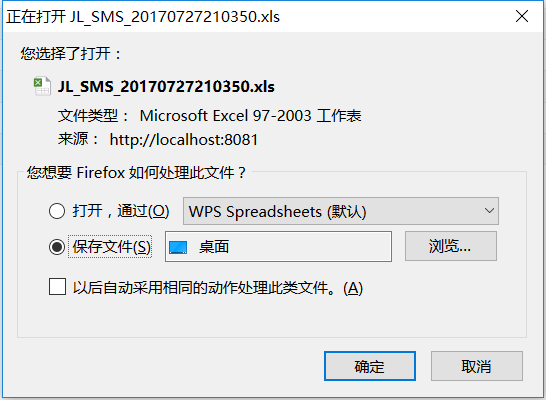 正在打开 JL_SMS_20170727210350.xls
您选择了打开：
JL_SMS_20170727210350.xls
文件类型： Microsoft Excel 97-2003 工作表
来源： http://localhost:8081
您想要 Firefox 如何处理此文件？
打开，通过(O) WPS Spreadsheets (默认)
保存文件(S) 桌面 浏览...
以后自动采用相同的动作处理此类文件。(A)
确定 取消